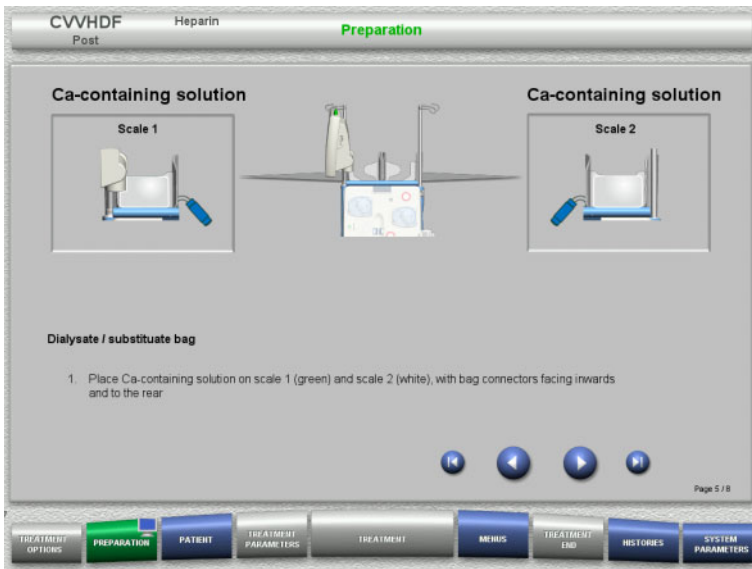 CVVHDF
Post
Heparin
Preparation
Ca-containing solution
Scale 1
Ca-containing solution
Scale 2
Dialysate / substituate bag
1. Place Ca-containing solution on scale 1 (green) and scale 2 (white), with bag connectors facing inwards
and to the rear
Page 5 / 8
TREATMENT
OPTIONS
PREPARATION
PATIENT
TREATMENT
PARAMETERS
TREATMENT
MENUS
TREATMENT
END
HISTORIES
SYSTEM
PARAMETERS